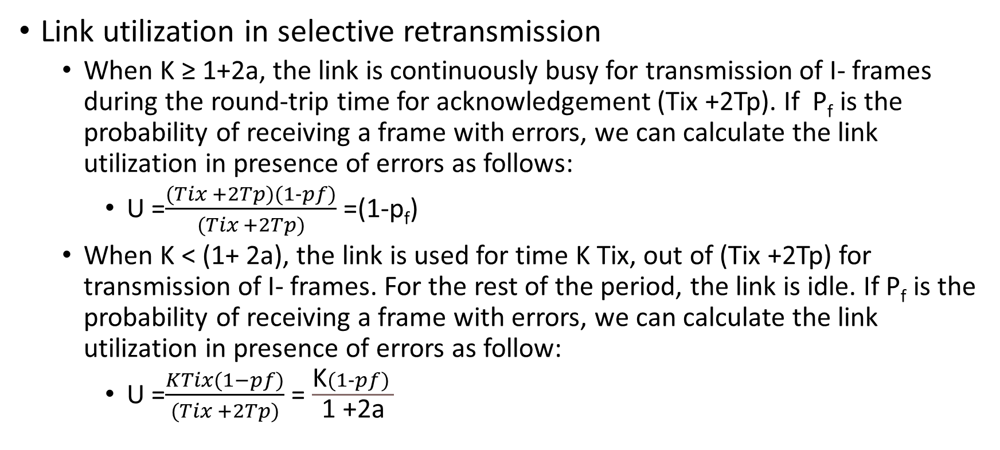 • Link utilization in selective retransmission
• When K ≥ 1+2a, the link is continuously busy for transmission of I- frames
during the round-trip time for acknowledgement (Tix +2Tp). If  P_f is the
probability of receiving a frame with errors, we can calculate the link
utilization in presence of errors as follows:
• U = \frac{(Tix +2Tp)(1-pf)}{(Tix +2Tp)} =(1-p_f)
• When K < (1+ 2a), the link is used for time K Tix, out of (Tix +2Tp) for
transmission of I- frames. For the rest of the period, the link is idle. If P_f is the
probability of receiving a frame with errors, we can calculate the link
utilization in presence of errors as follow:
• U = \frac{KTix(1−pf)}{(Tix +2Tp)} = \frac{K(1-pf)}{1 +2a}